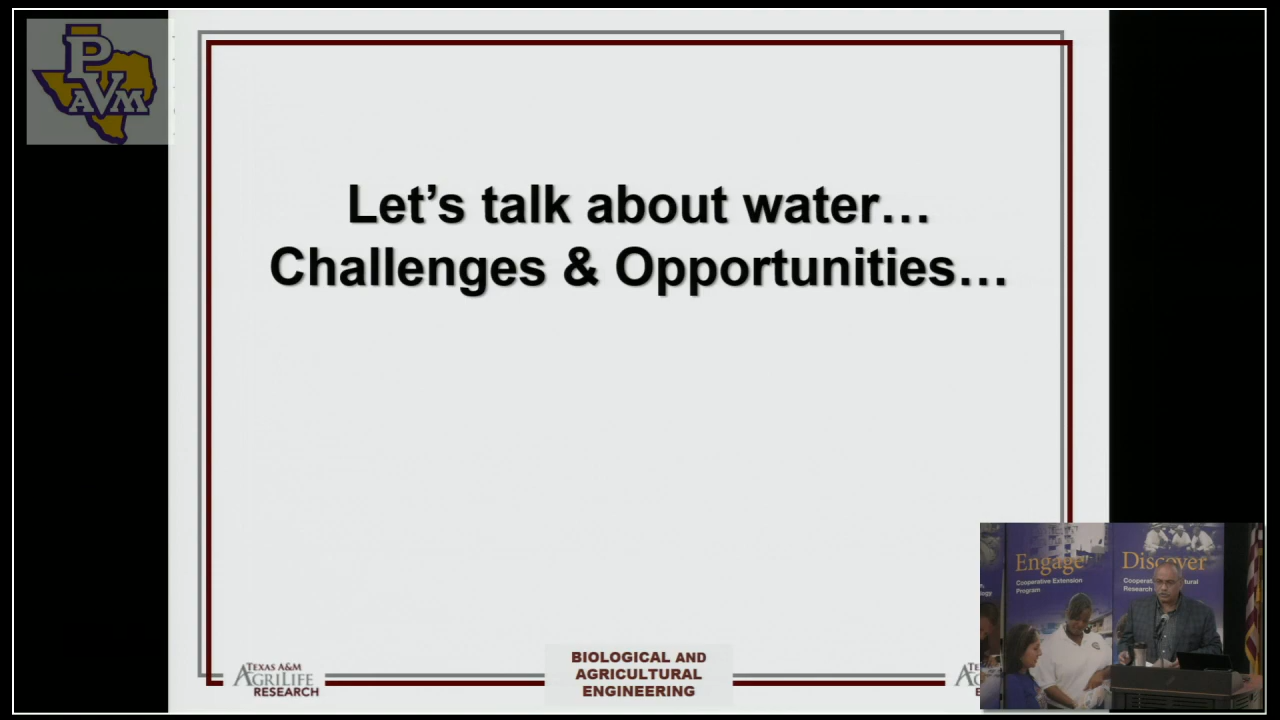 PVAM
Let's talk about water…
Challenges & Opportunities…
TEXAS A&M
AGRILIFE
RESEARCH
BIOLOGICAL AND
AGRICULTURAL
ENGINEERING
Engage
Cooperative Extension
Program
Discover
Research